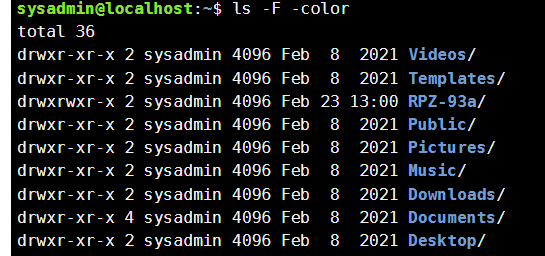 sysadmin@localhost:~$ ls -F -color
total 36
drwxr-xr-x 2 sysadmin 4096 Feb  8  2021 Videos/
drwxr-xr-x 2 sysadmin 4096 Feb  8  2021 Templates/
drwxrwxr-x 2 sysadmin 4096 Feb 23 13:00 RPZ-93a/
drwxr-xr-x 2 sysadmin 4096 Feb  8  2021 Public/
drwxr-xr-x 2 sysadmin 4096 Feb  8  2021 Pictures/
drwxr-xr-x 2 sysadmin 4096 Feb  8  2021 Music/
drwxr-xr-x 2 sysadmin 4096 Feb  8  2021 Downloads/
drwxr-xr-x 4 sysadmin 4096 Feb  8  2021 Documents/
drwxr-xr-x 2 sysadmin 4096 Feb  8  2021 Desktop/